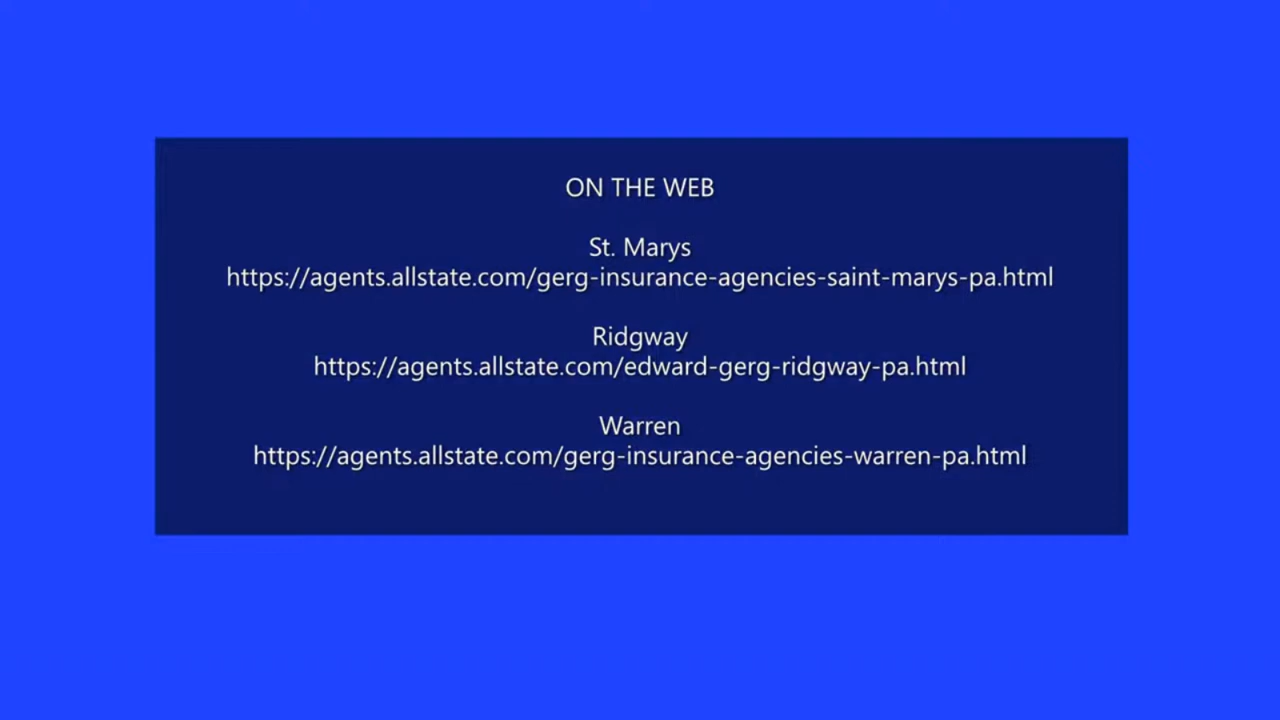 ON THE WEB
St. Marys
https://agents.allstate.com/gerg-insurance-agencies-saint-marys-pa.html
Ridgway
https://agents.allstate.com/edward-gerg-ridgway-pa.html
Warren
https://agents.allstate.com/gerg-insurance-agencies-warren-pa.html